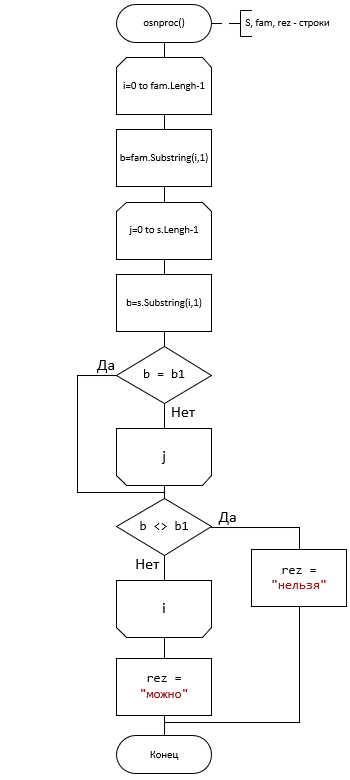 osnproc()
S, fam, rez - строки
i=0 to fam.Lengh-1
b=fam.Substring(i,1)
j=0 to s.Lengh-1
b=s.Substring(i,1)
Да
b = b1
Нет
j
b <> b1
Да
Нет
rez =
"нельзя"
i
rez =
"можно"
Конец